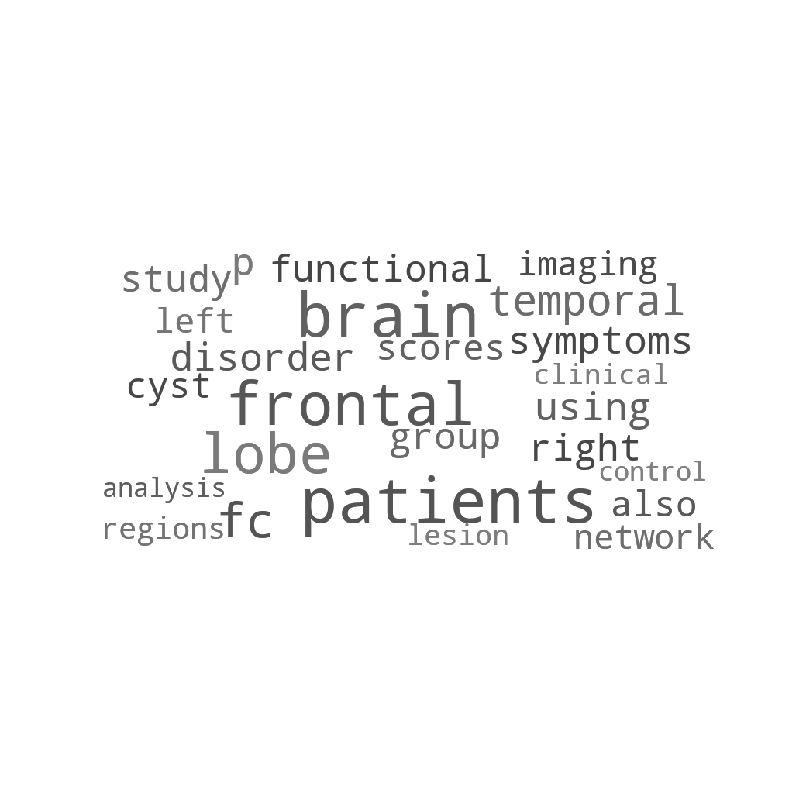 study p functional imaging
left brain temporal
disorder scores symptoms
cyst frontal clinical
using
lobe group right
control
analysis fc patients also
regions lesion network